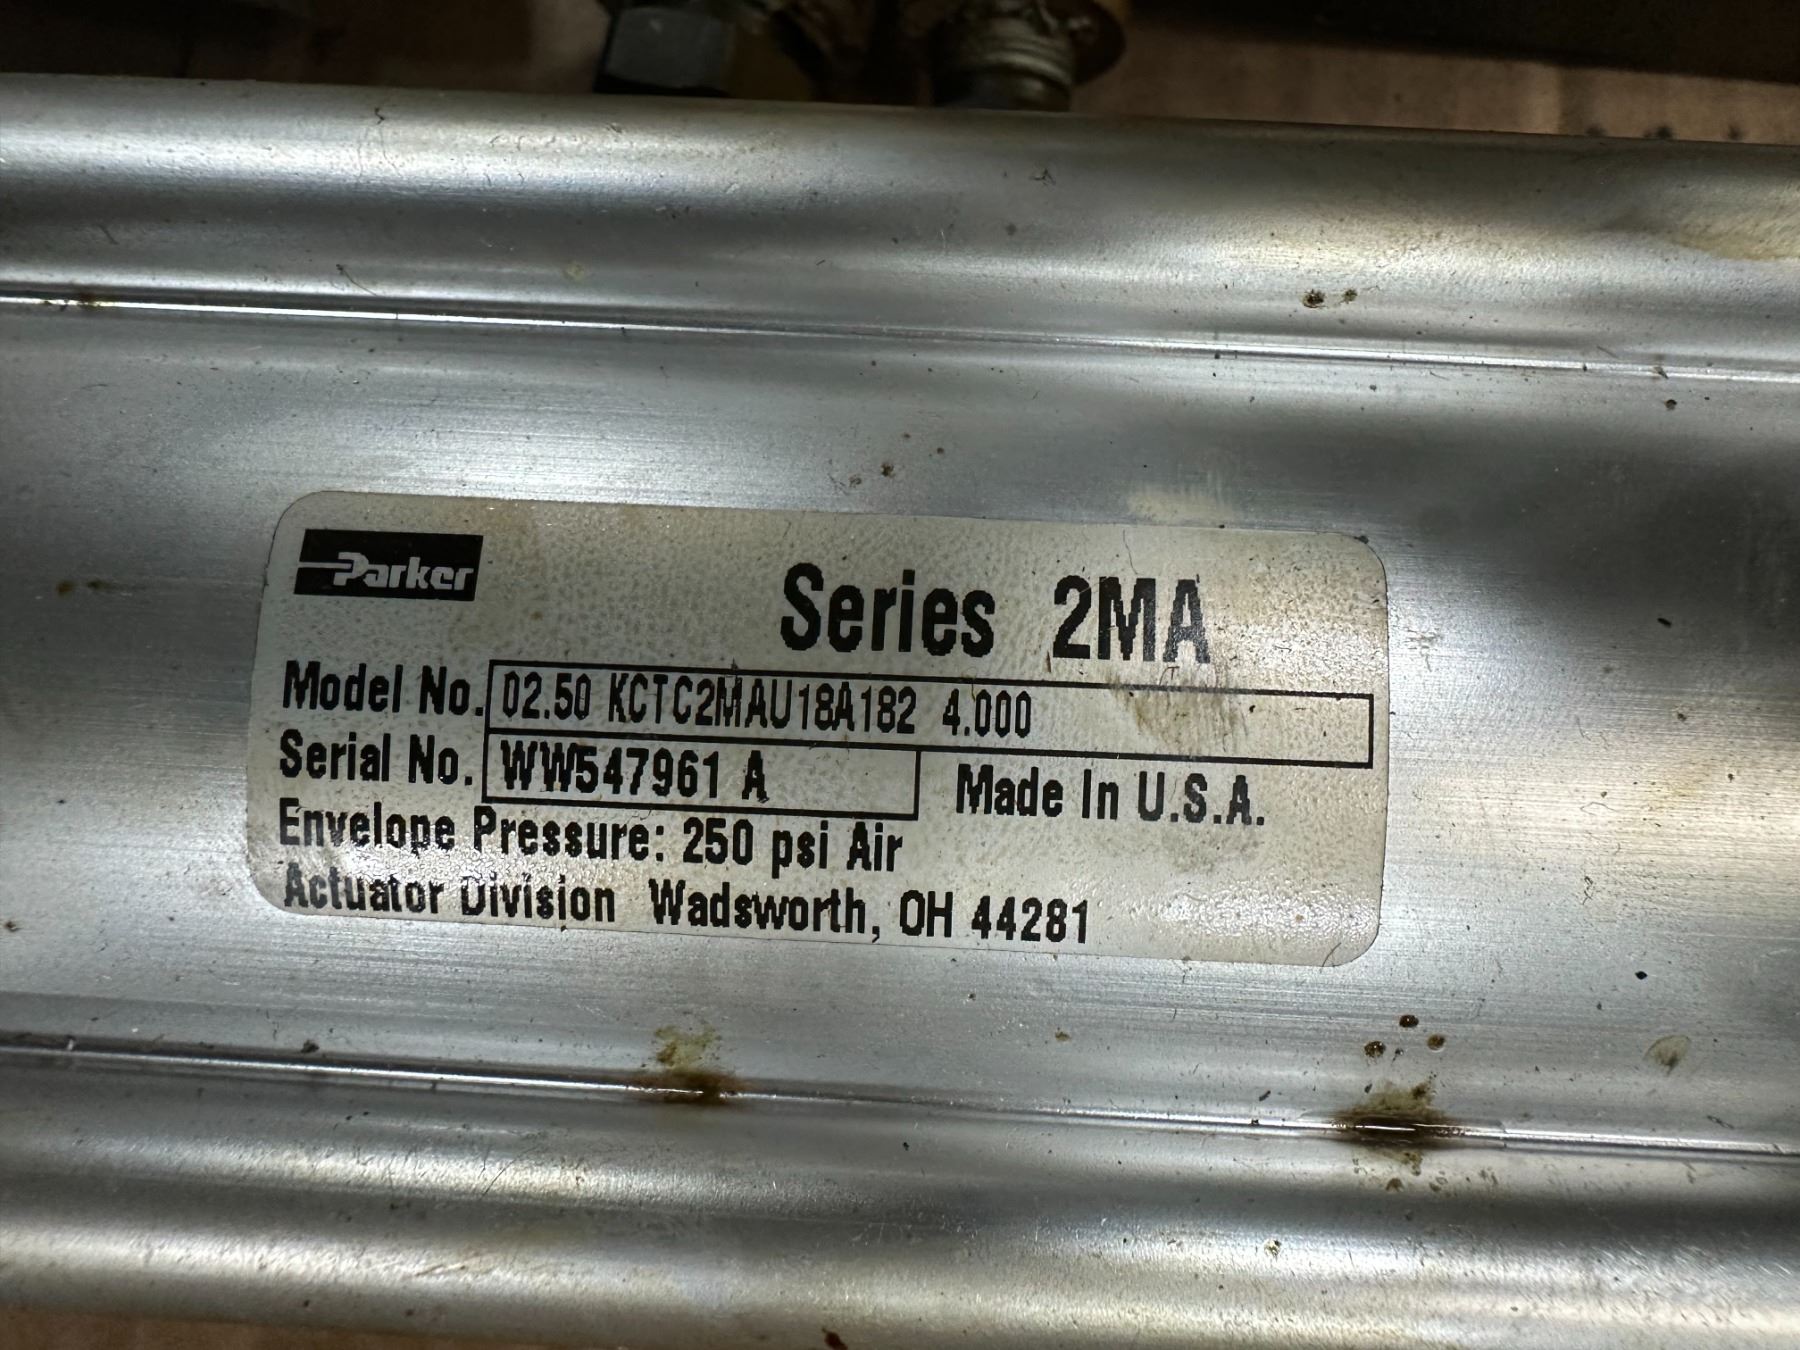 Parker
Series 2MA
Model No. 02.50 KCTC2MAU18A182 4.000
Serial No. WW547961 A Made In U.S.A.
Envelope Pressure: 250 psi Air
Actuator Division Wadsworth, OH 44281